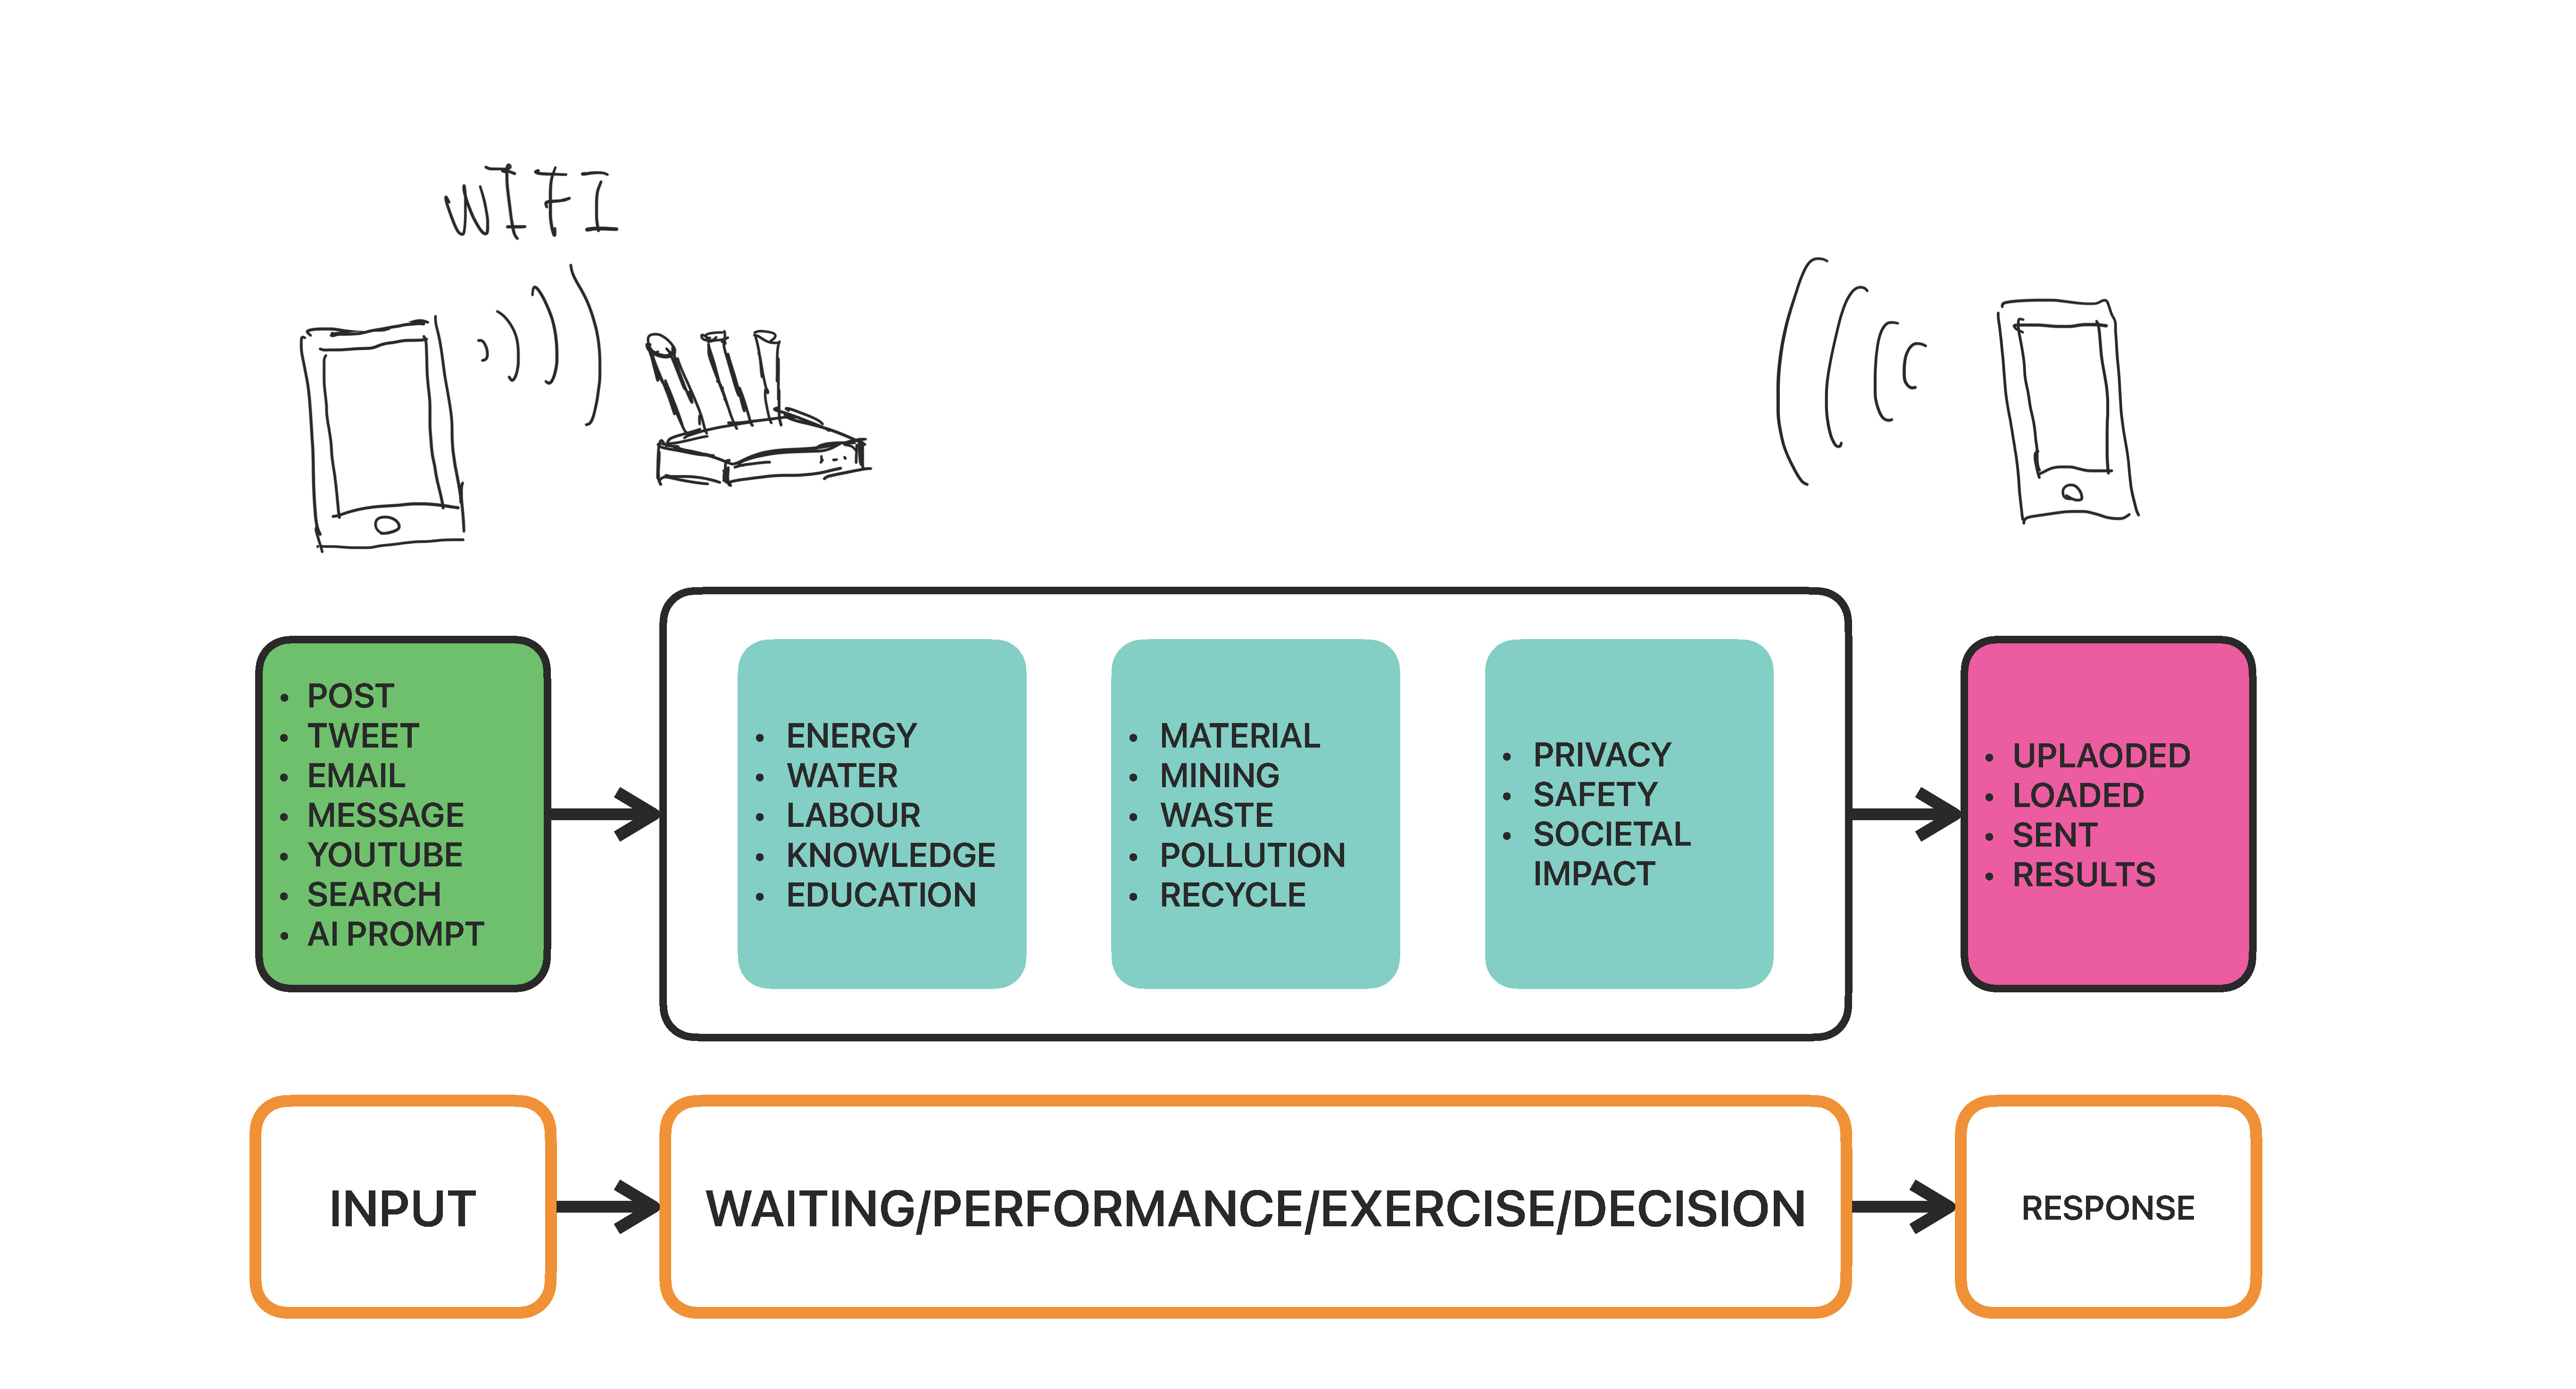 WIFI
• POST
• TWEET
• EMAIL
• MESSAGE
• YOUTUBE
• SEARCH
• AI PROMPT
• ENERGY
• WATER
• LABOUR
• KNOWLEDGE
• EDUCATION
• MATERIAL
• MINING
• WASTE
• POLLUTION
• RECYCLE
• PRIVACY
• SAFETY
• SOCIETAL
IMPACT
• UPLAODED
• LOADED
• SENT
• RESULTS
INPUT
WAITING/PERFORMANCE/EXERCISE/DECISION
RESPONSE